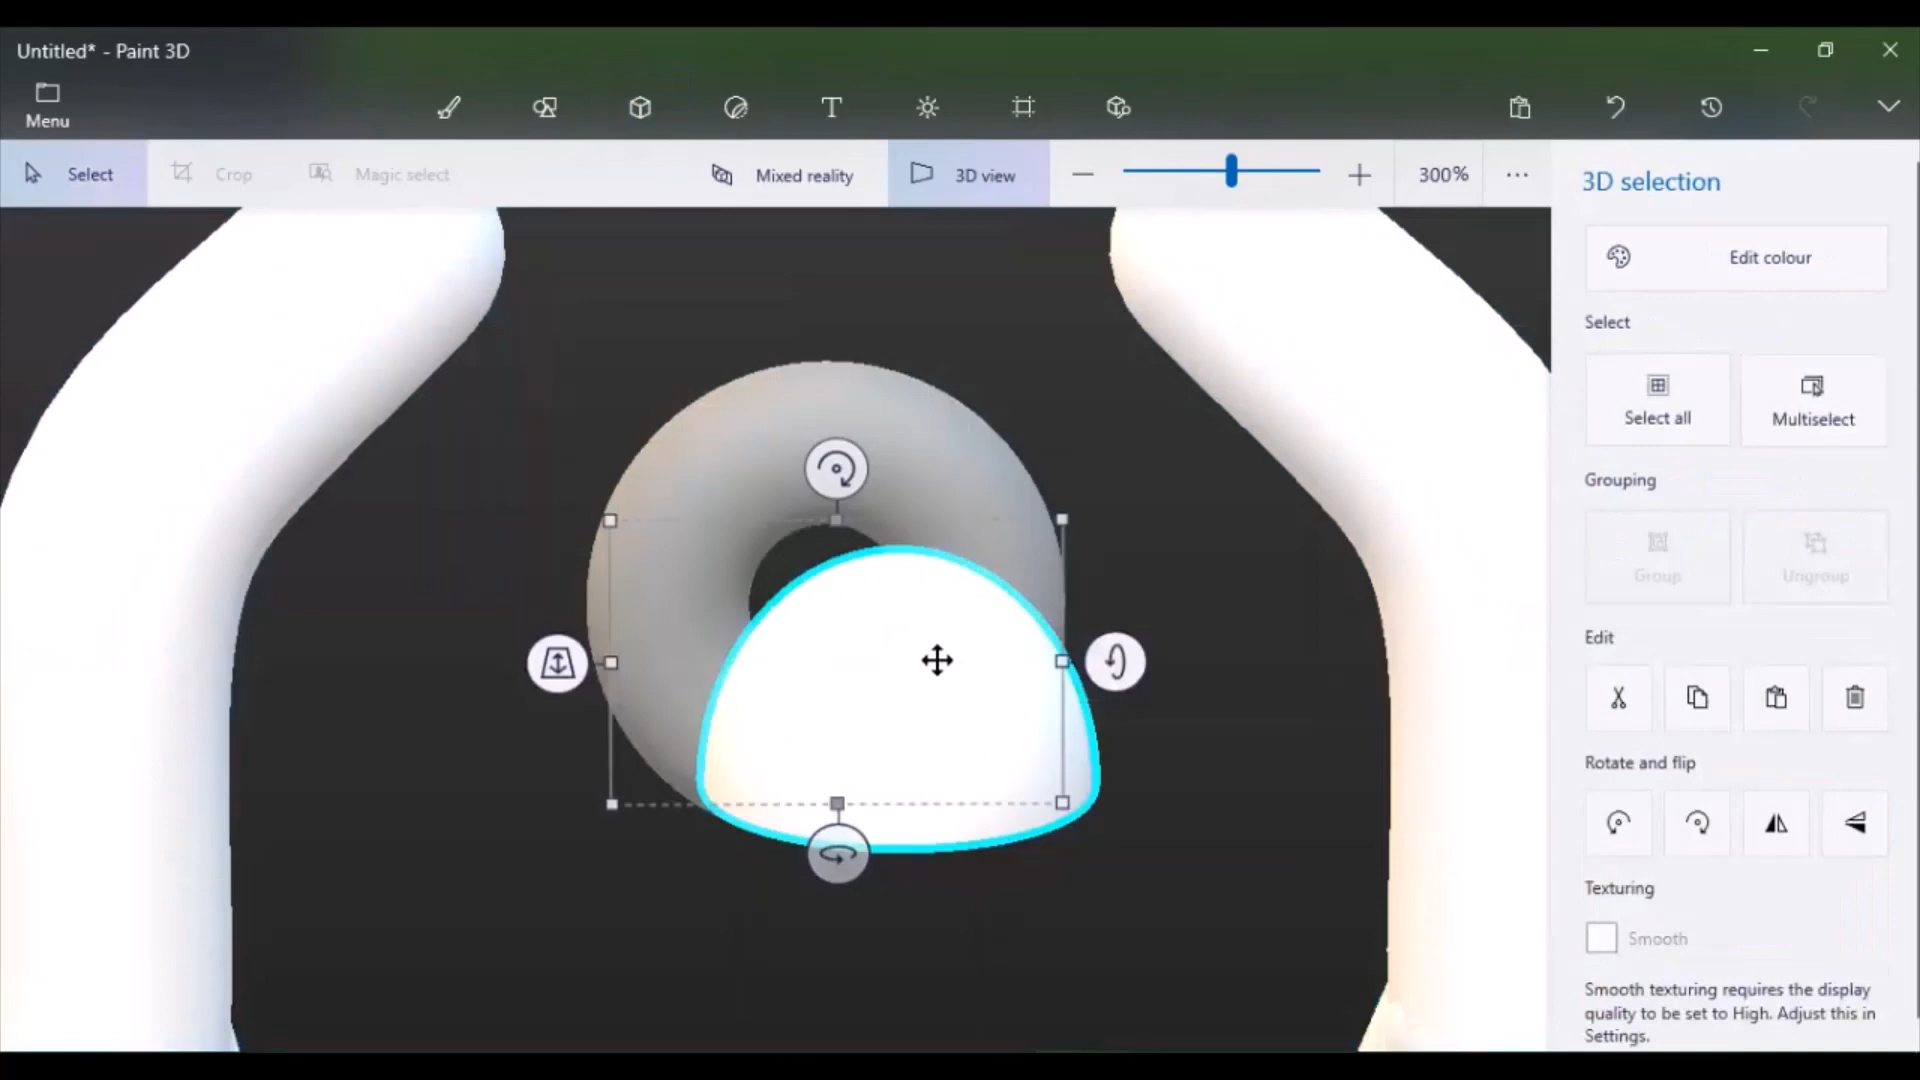 Untitled* - Paint 3D
Menu
Select
Crop
Magic select
Mixed reality
3D view
300%
3D selection
Edit colour
Select
Select all
Multiselect
Grouping
Group
Ungroup
Edit
Rotate and flip
Texturing
Smooth
Smooth texturing requires the display
quality to be set to High. Adjust this in
Settings.